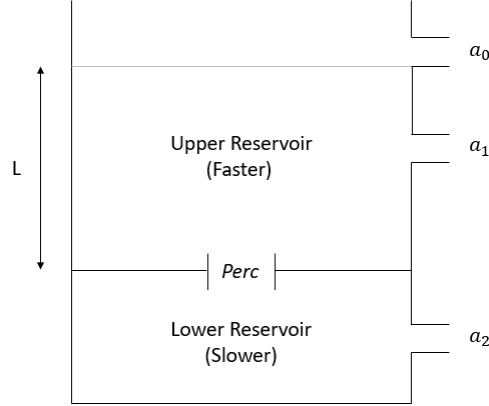 a₀
Upper Reservoir
(Faster)
a₁
L
Perc
Lower Reservoir
(Slower)
a₂